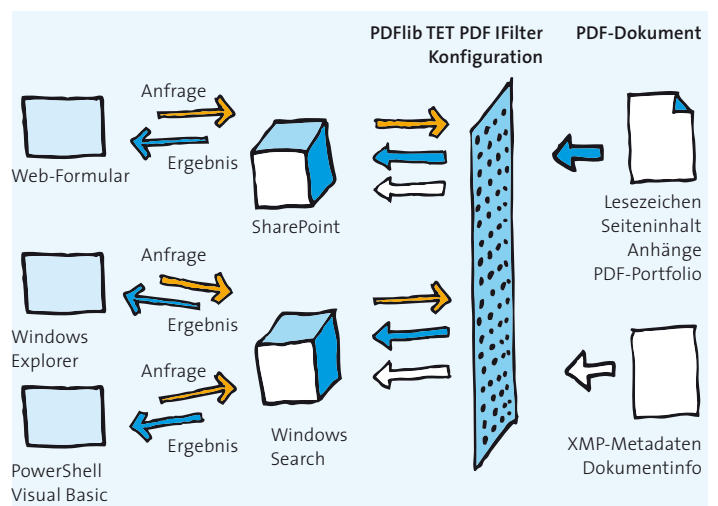 PDFlib TET PDF IFilter
Konfiguration
PDF-Dokument
Anfrage
Ergebnis
Web-Formular
SharePoint
Lesezeichen
Seiteninhalt
Anhänge
PDF-Portfolio
Anfrage
Ergebnis
Windows
Explorer
Anfrage
Ergebnis
Windows
Search
PowerShell
Visual Basic
XMP-Metadaten
Dokumentinfo